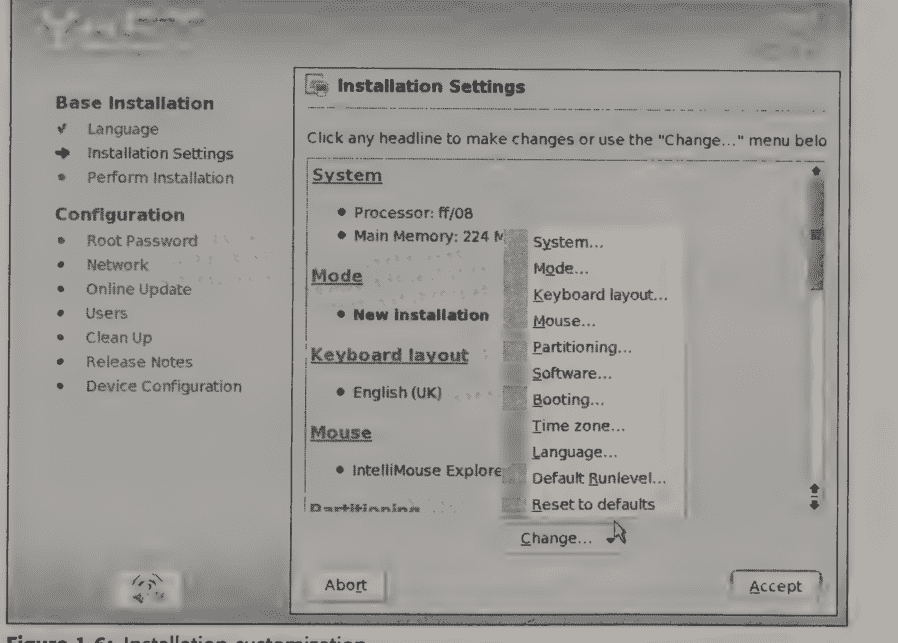 YaST
Base Installation
Language
Installation Settings
Perform Installation
Configuration
Root Password
Network
Online Update
Users
Clean Up
Release Notes
Device Configuration
Installation Settings
Click any headline to make changes or use the "Change..." menu belo
System
Processor: ff/08
Main Memory: 224 M
Mode
New installation
Keyboard layout
English (UK)
Mouse
IntelliMouse Explore
Partitioning
System...
Mode...
Keyboard layout...
Mouse...
Partitioning...
Software...
Booting...
Time zone...
Language...
Default Runlevel...
Reset to defaults
Change...
Abort
Accept
Figure 1.6: Installation customization